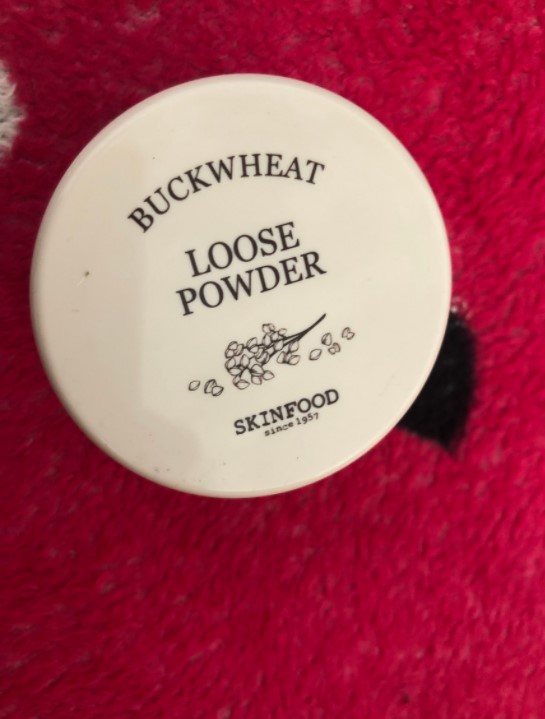 BUCKWHEAT
LOOSE
POWDER
SKINFOOD
since 1957